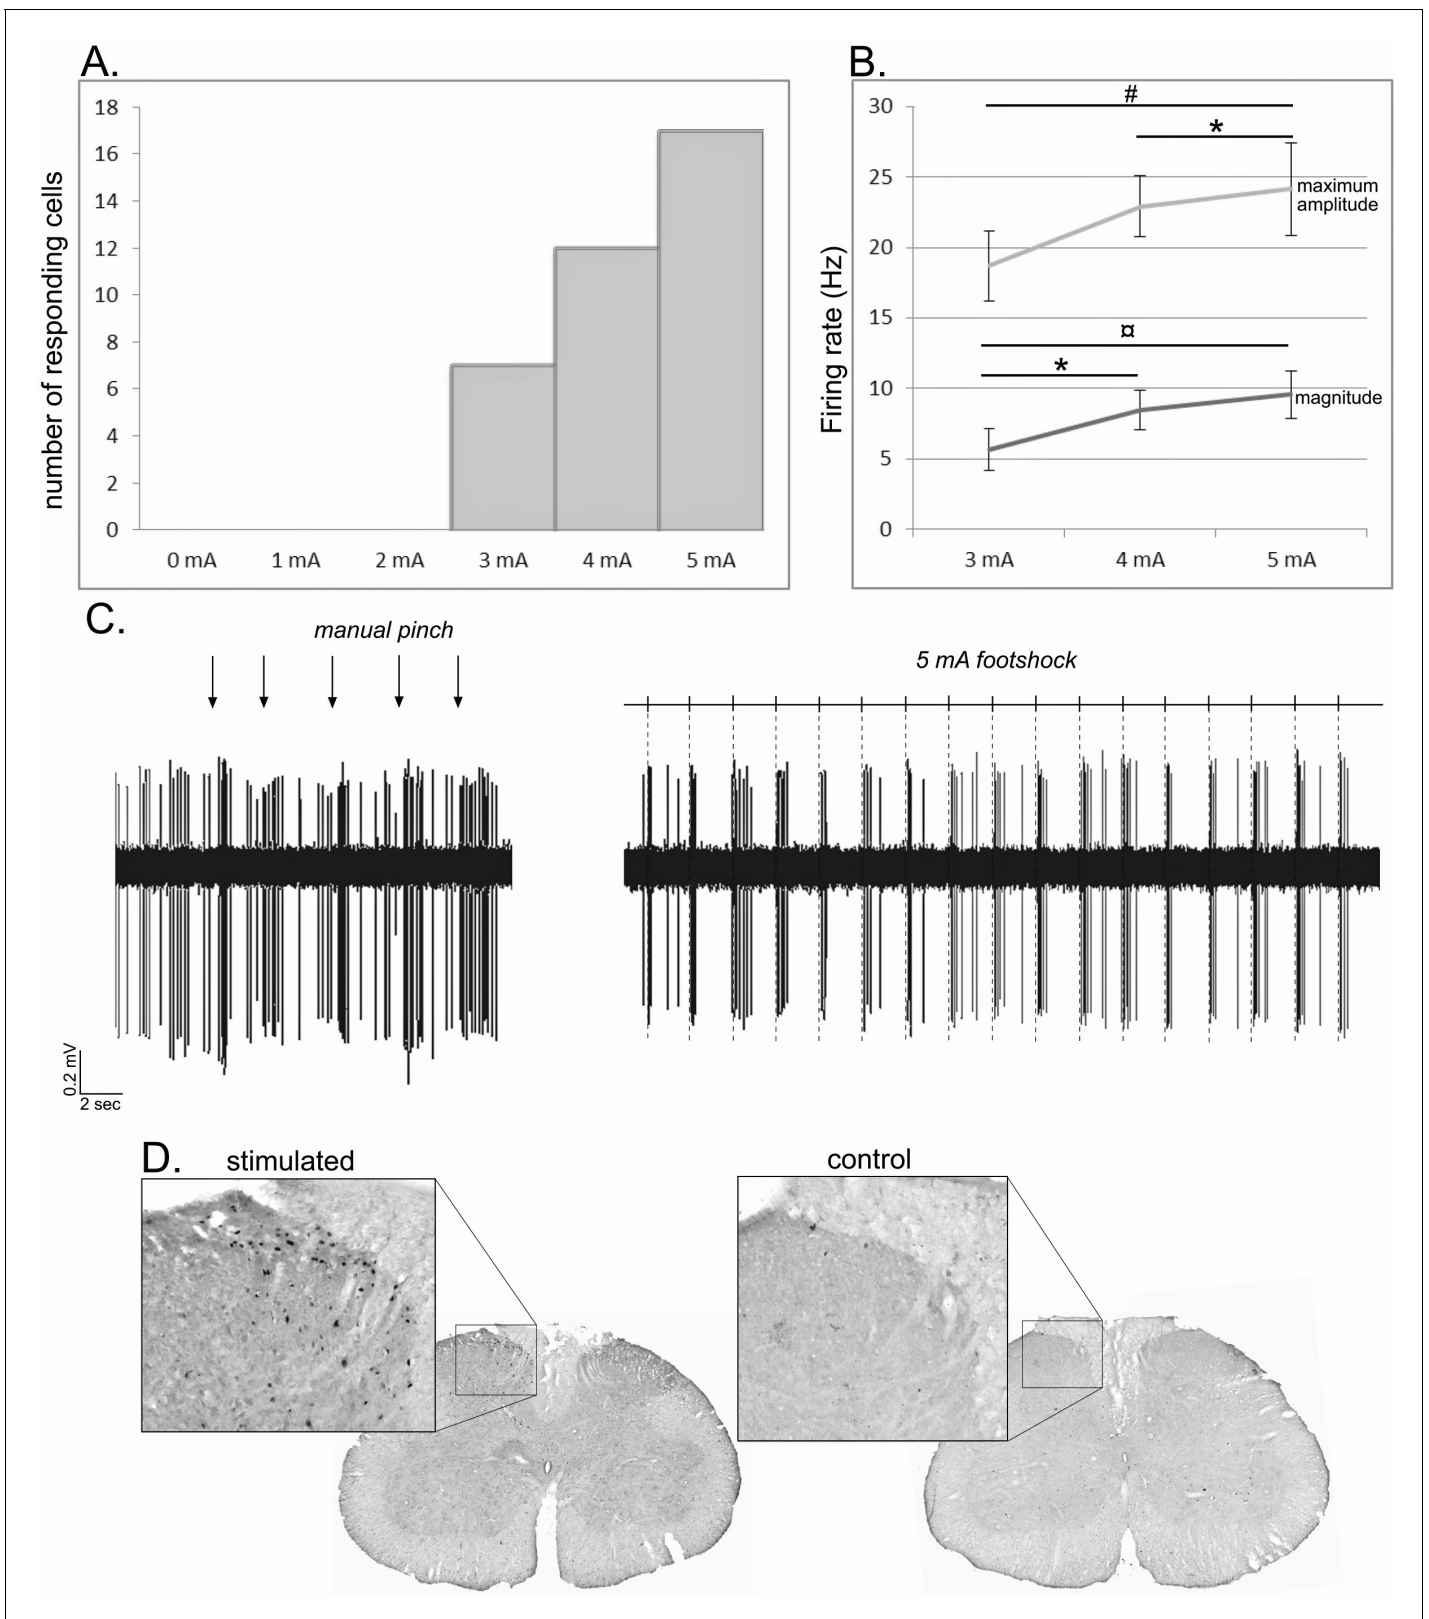 A.
number of responding cells
18
16
14
12
10
8
6
4
2
0
0 mA 1 mA 2 mA 3 mA 4 mA 5 mA
B.
Firing rate (Hz)
30
25
20
15
10
5
0
#
*
maximum
amplitude
¤
*
magnitude
3 mA 4 mA 5 mA
C.
manual pinch
5 mA footshock
0.2 mV
2 sec
D.
stimulated
control